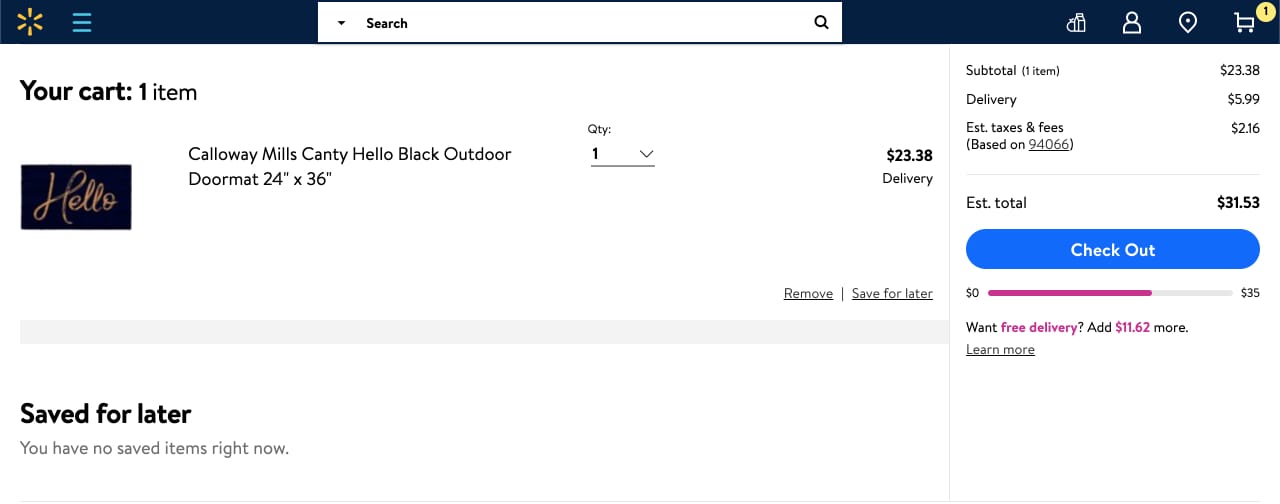 Search
1
Your cart: 1 item
Qty:
Calloway Mills Canty Hello Black Outdoor
Doormat 24" x 36"
1
$23.38
Delivery
Hello
Remove | Save for later
Saved for later
You have no saved items right now.
Subtotal (1 item) $23.38
Delivery $5.99
Est. taxes & fees $2.16
(Based on 94066)
Est. total $31.53
Check Out
$0 $35
Want free delivery? Add $11.62 more.
Learn more